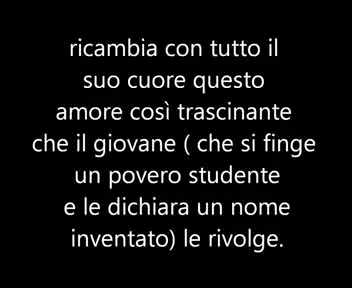 ricambia con tutto il
suo cuore questo
amore così trascinante
che il giovane ( che si finge
un povero studente
e le dichiara un nome
inventato) le rivolge.